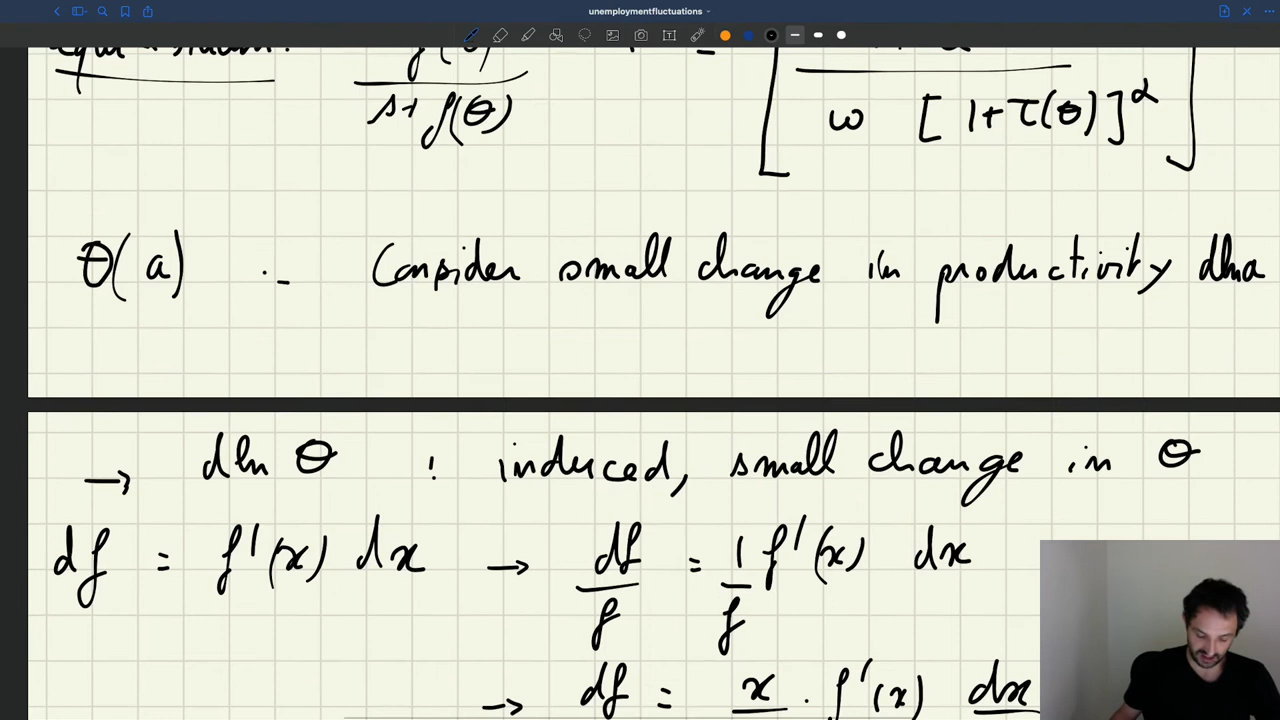 unemploymentfluctuations
f(θ)
s+f(θ)
ω [1+τ(θ)]^α
θ(a) :- Consider small change in productivity dlna
→ dln θ : induced, small change in θ
df = f'(x) dx → df/f = 1/f f'(x) dx
→ df = x . f'(x) dx